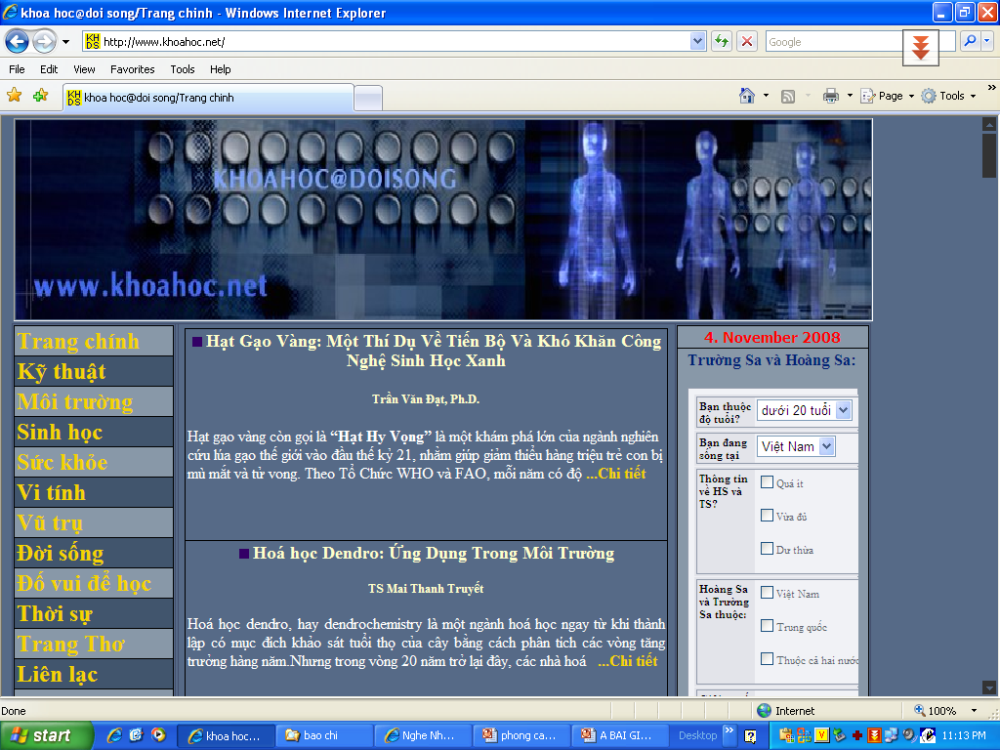 khoa hoc@doi song/Trang chinh - Windows Internet Explorer
http://www.khoahoc.net/
Google
File Edit View Favorites Tools Help
khoa hoc@doi song/Trang chinh
Page Tools
KHOAHOC@DOISONG
www.khoahoc.net
Trang chính
Kỹ thuật
Môi trường
Sinh học
Sức khỏe
Vi tính
Vũ trụ
Đời sống
Đố vui để học
Thời sự
Trang Thơ
Liên lạc
Hạt Gạo Vàng: Một Thí Dụ Về Tiến Bộ Và Khó Khăn Công
Nghệ Sinh Học Xanh
Trần Văn Đạt, Ph.D.
Hạt gạo vàng còn gọi là “Hạt Hy Vọng” là một khám phá lớn của ngành nghiên
cứu lúa gạo thế giới vào đầu thế kỷ 21, nhằm giúp giảm thiểu hàng triệu trẻ con bị
mù mắt và tử vong. Theo Tổ Chức WHO và FAO, mỗi năm có độ ...Chi tiết
Hoá học Dendro: Ứng Dụng Trong Môi Trường
TS Mai Thanh Truyết
Hoá học dendro, hay dendrochemistry là một ngành hoá học ngay từ khi thành
lập có mục đích khảo sát tuổi thọ của cây bằng cách phân tích các vòng tăng
trưởng hàng năm.Nhưng trong vòng 20 năm trở lại đây, các nhà hoá ...Chi tiết
4. November 2008
Trường Sa và Hoàng Sa:
Bạn thuộc
độ tuổi?
dưới 20 tuổi
Bạn đang
sống tại
Việt Nam
Thông tin
về HS và
TS?
Quá ít
Vừa đủ
Dư thừa
Hoàng Sa
và Trường
Sa thuộc:
Việt Nam
Trung quốc
Thuộc cả hai nước
Done
Internet
100%
start
khoa hoc...
bao chi
Nghe Nh...
phong ca...
A BAI GI...
Desktop
11:13 PM